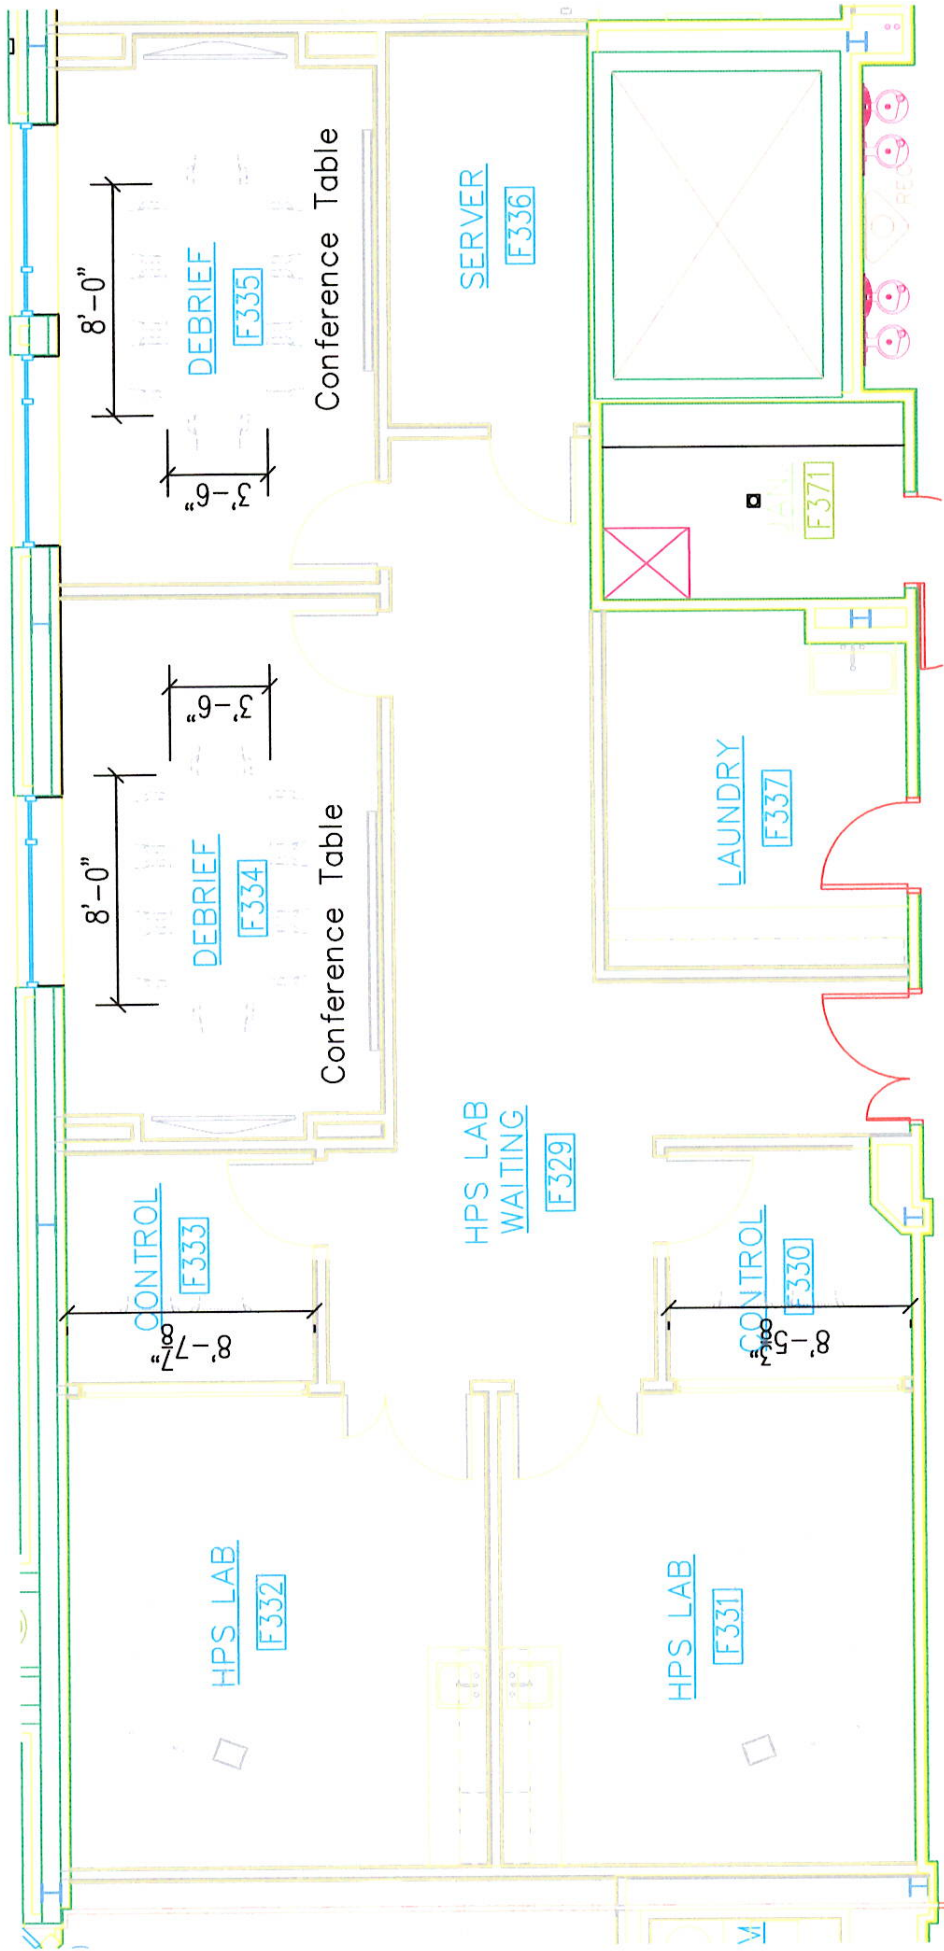 8'-0"
DEBRIEF
F335
3'-6"
Conference Table
SERVER
F336
F371
8'-0"
DEBRIEF
F334
3'-6"
Conference Table
LAUNDRY
F337
CONTROL
F333
8'-7 7/8"
HPS LAB
WAITING
F329
CONTROL
F330
8'-5 3/8"
HPS LAB
F332
HPS LAB
F331